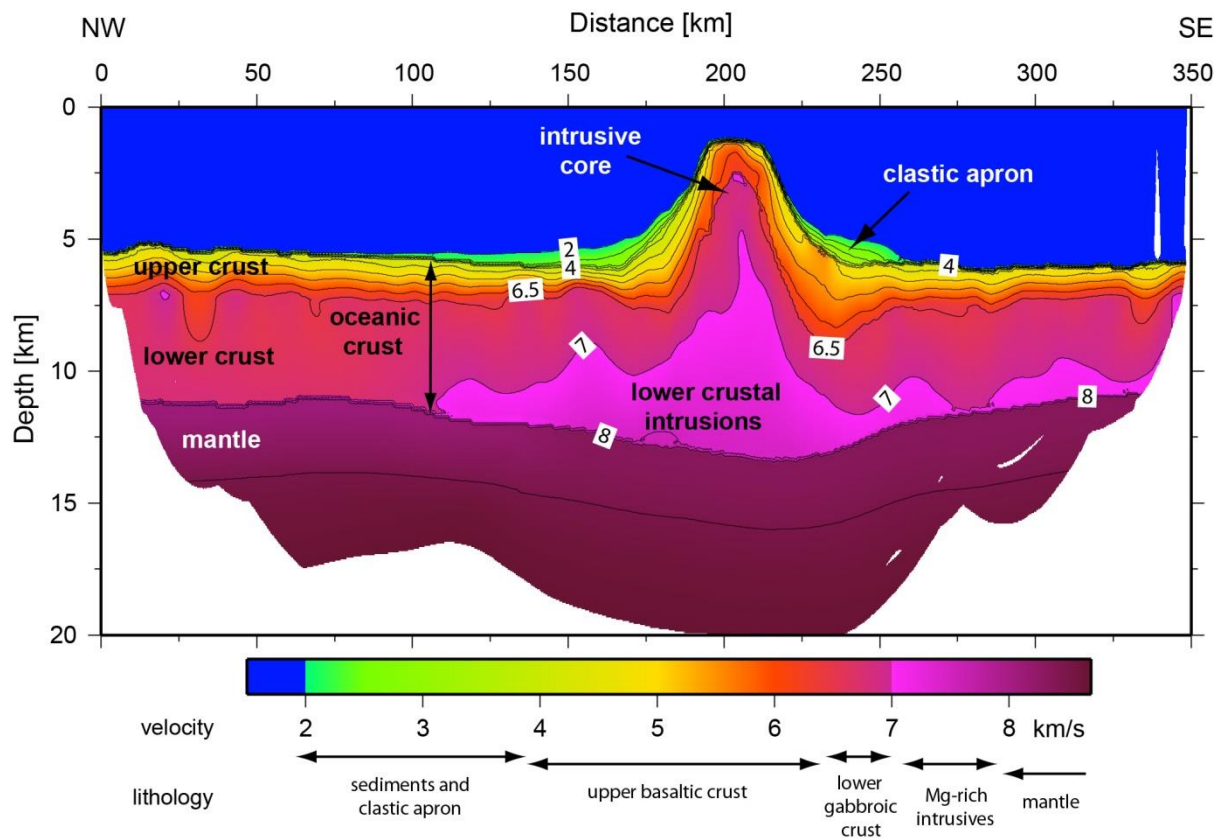 NW
Distance [km]
SE
0 50 100 150 200 250 300 350
0
intrusive
core
clastic apron
5
2
4
4
upper crust
6.5
oceanic
crust
lower crust
6.5
Depth [km]
10
7
7
lower crustal
intrusions
8
8
mantle
15
20
velocity 2 3 4 5 6 7 8 km/s
lithology
sediments and
clastic apron
upper basaltic crust
lower
gabbroic
crust
Mg-rich
intrusives
mantle